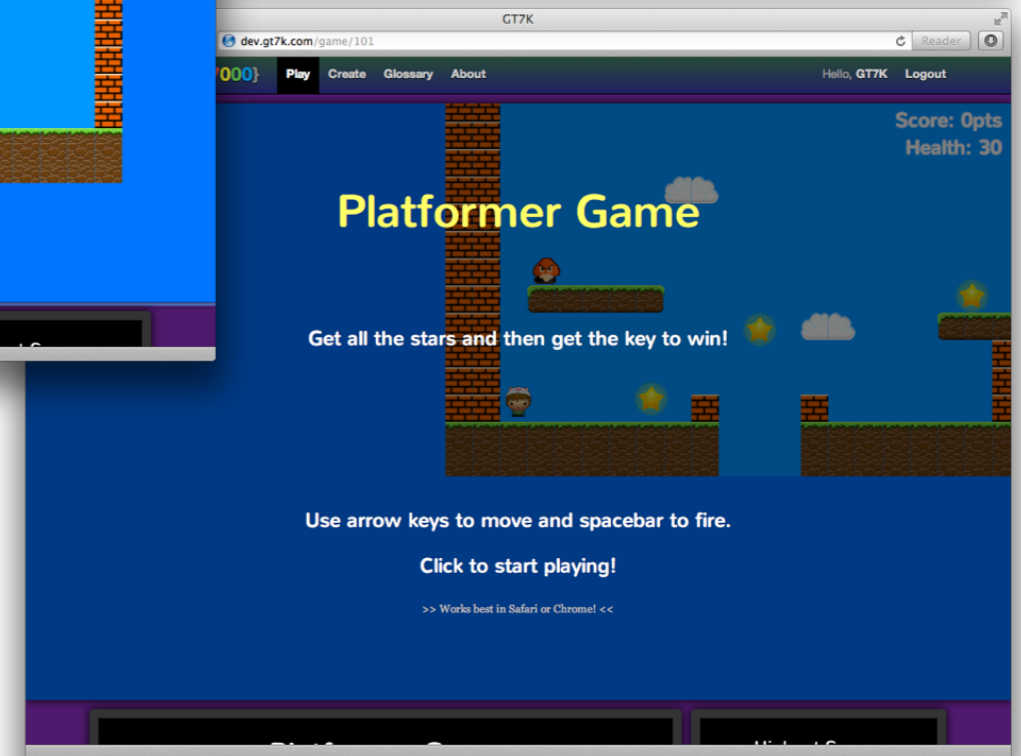 GT7K
dev.gt7k.com/game/101
Reader
7000}
Play
Create
Glossary
About
Hello, GT7K
Logout
Score: 0pts
Health: 30
Platformer Game
Get all the stars and then get the key to win!
Use arrow keys to move and spacebar to fire.
Click to start playing!
>> Works best in Safari or Chrome! <<